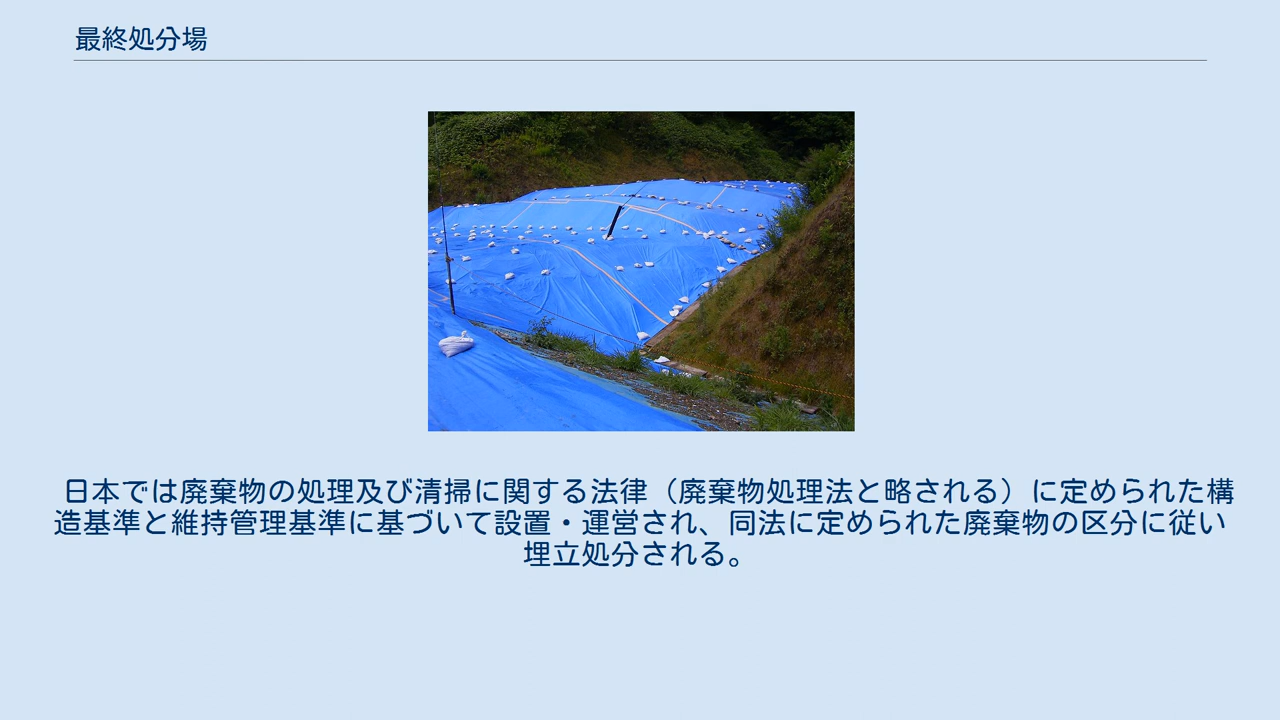 最終処分場
日本では廃棄物の処理及び清掃に関する法律（廃棄物処理法と略される）に定められた構
造基準と維持管理基準に基づいて設置・運営され、同法に定められた廃棄物の区分に従い
埋立処分される。